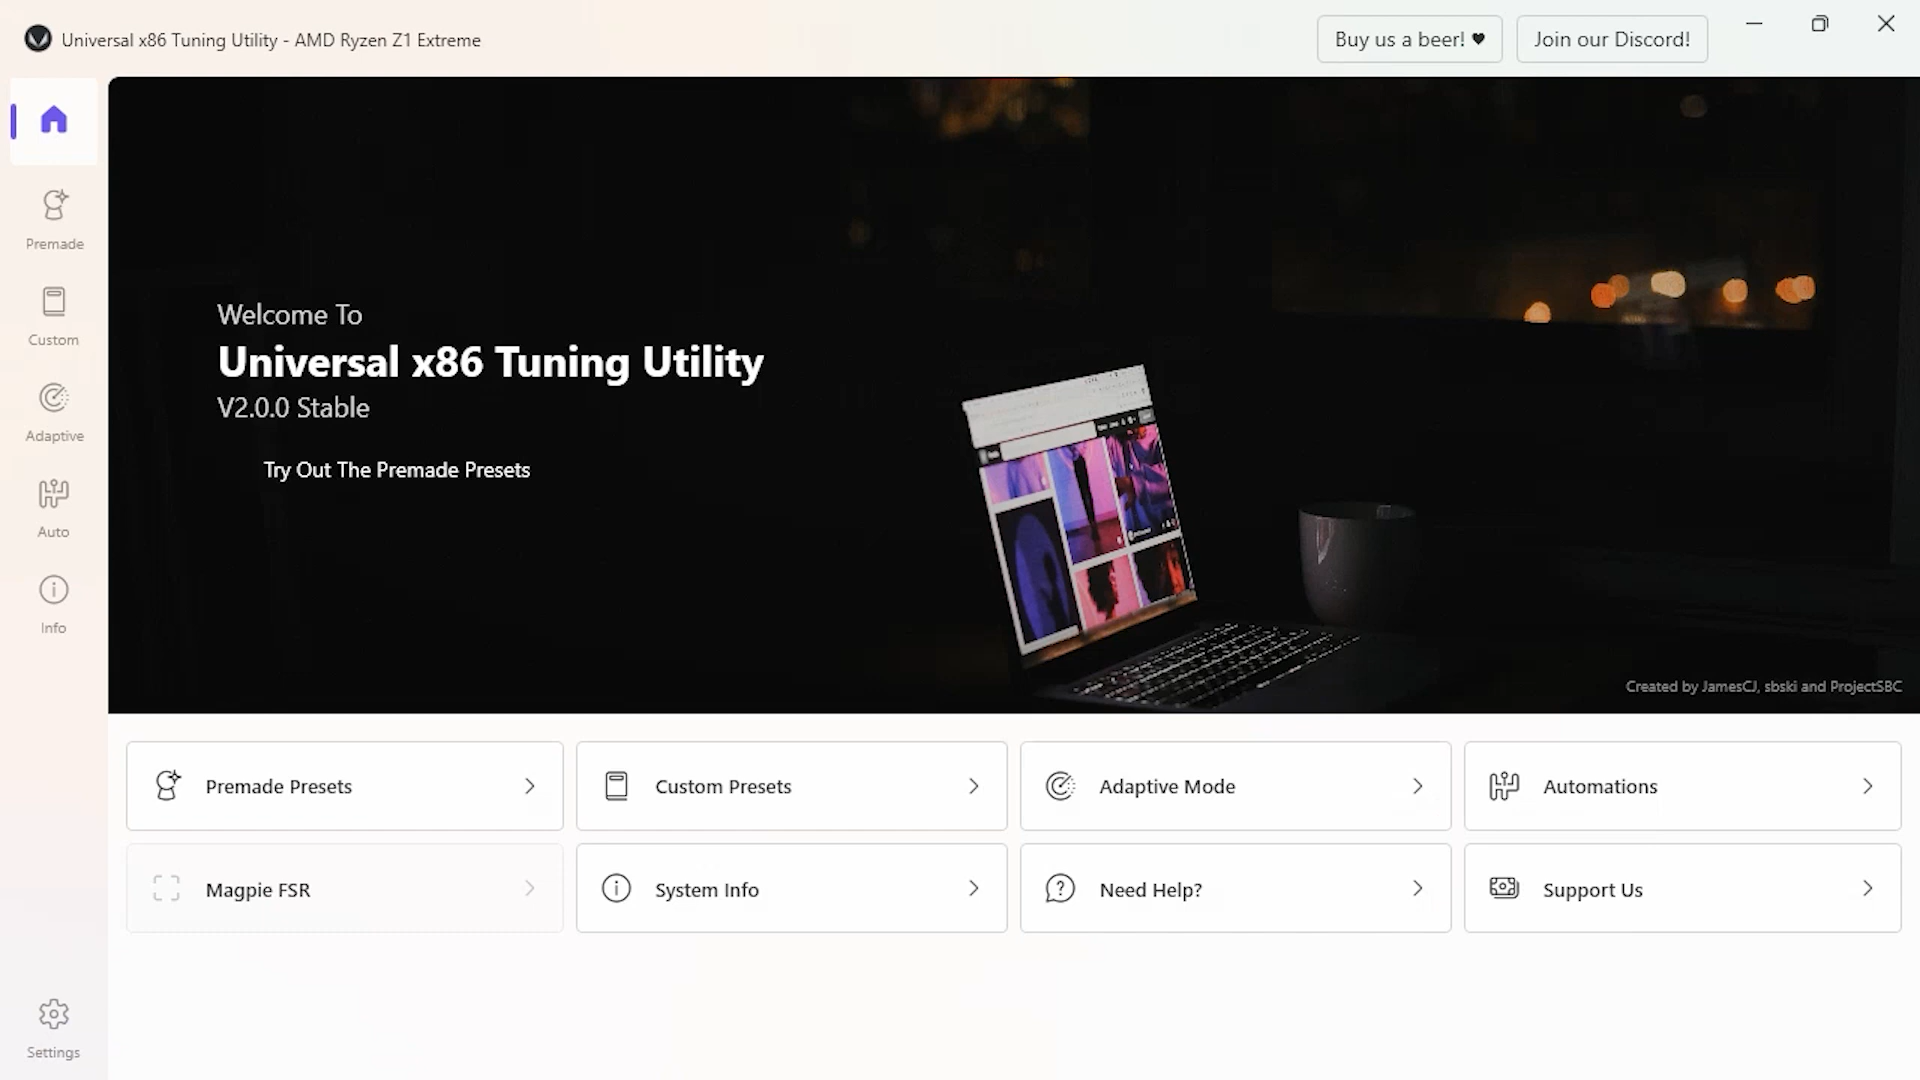 Universal x86 Tuning Utility - AMD Ryzen Z1 Extreme
Buy us a beer! ♥
Join our Discord!
Premade
Custom
Adaptive
Auto
Info
Settings
Welcome To
Universal x86 Tuning Utility
V2.0.0 Stable
Try Out The Premade Presets
Created by JamesCJ, sbski and ProjectSBC
Premade Presets
Custom Presets
Adaptive Mode
Automations
Magpie FSR
System Info
Need Help?
Support Us